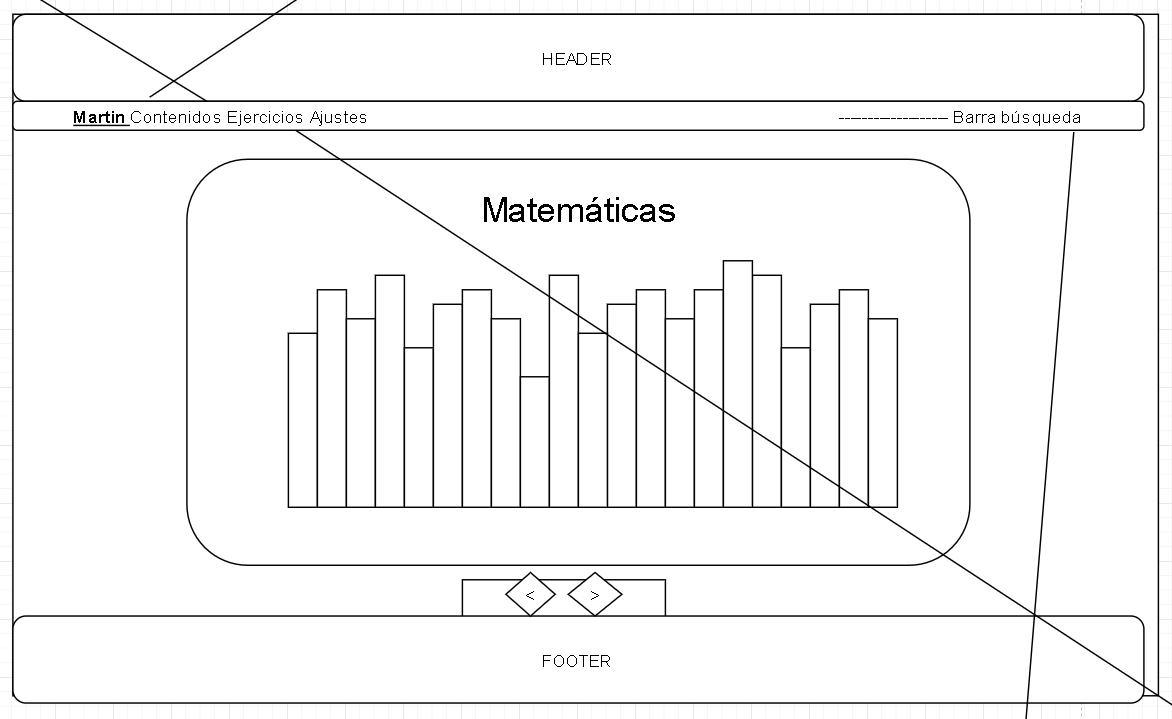 HEADER
Martin Contenidos Ejercicios Ajustes
------------------- Barra búsqueda
Matemáticas
< >
FOOTER